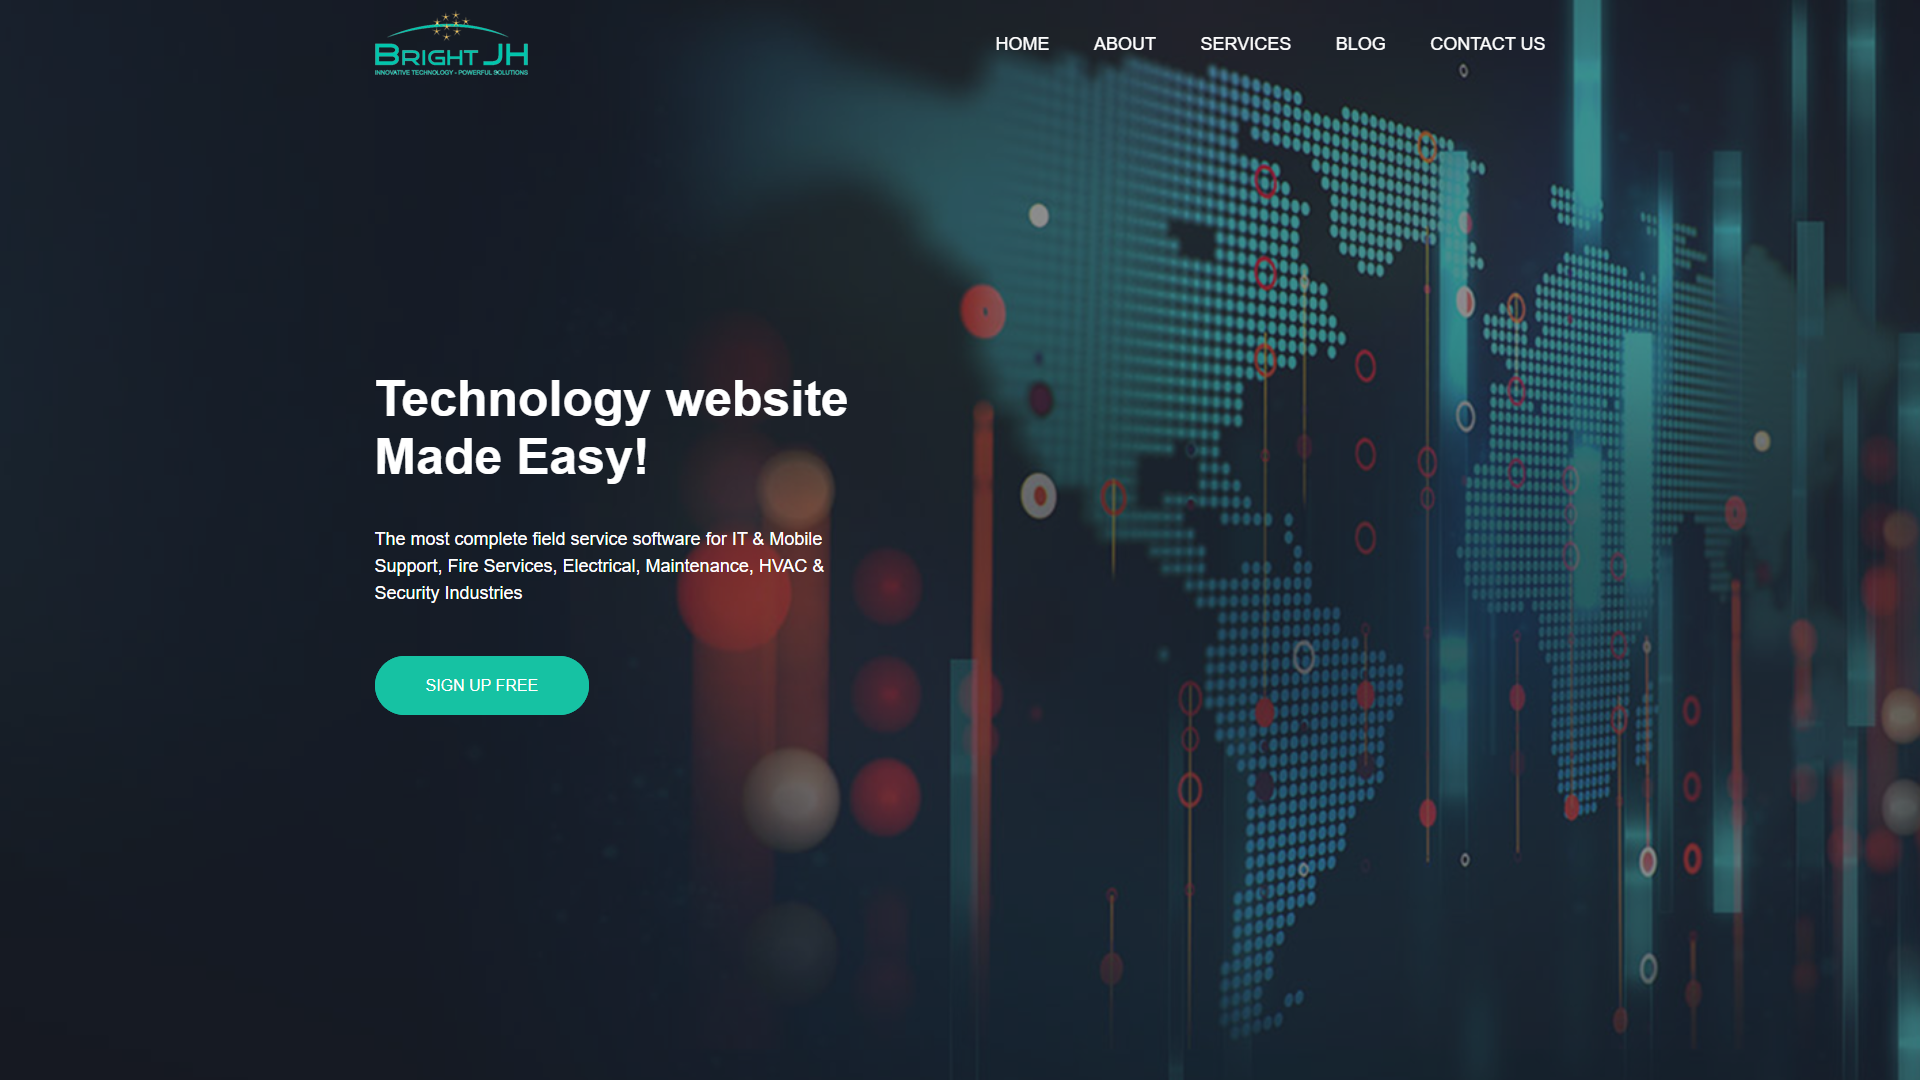 BRIGHT JH
INNOVATIVE TECHNOLOGY - POWERFUL SOLUTIONS
HOME
ABOUT
SERVICES
BLOG
CONTACT US
Technology website
Made Easy!
The most complete field service software for IT & Mobile
Support, Fire Services, Electrical, Maintenance, HVAC &
Security Industries
SIGN UP FREE